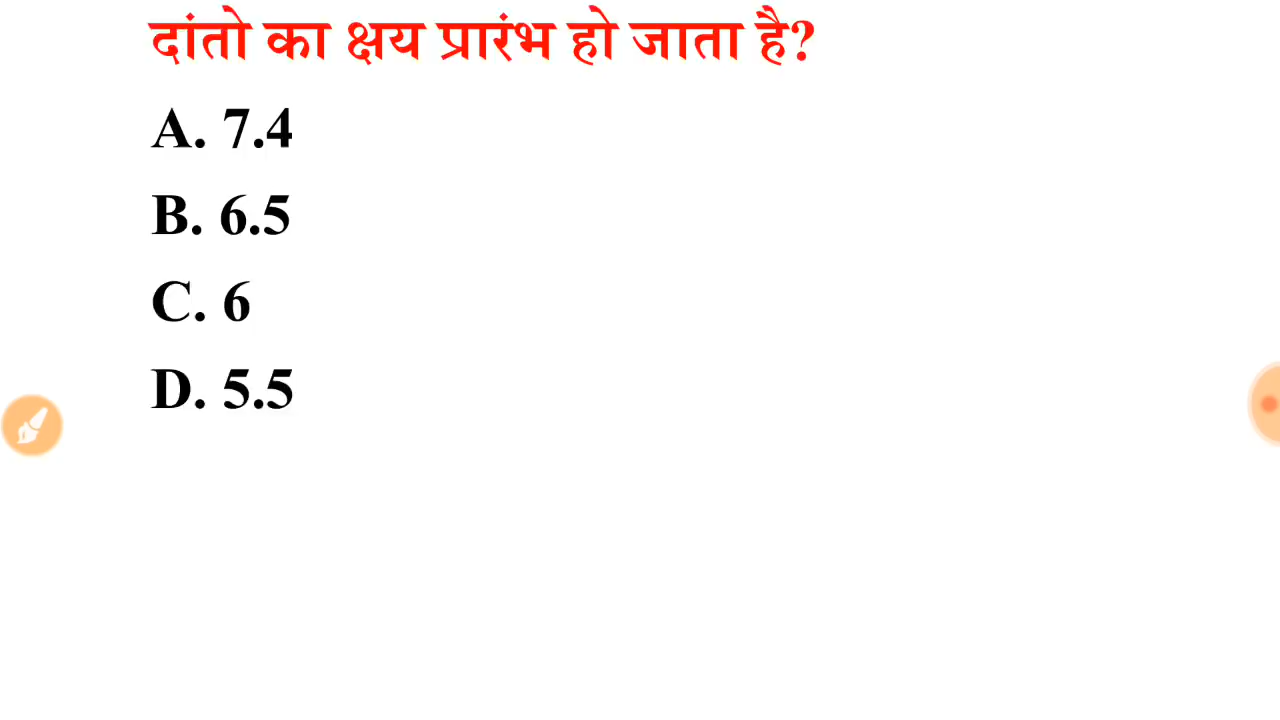 दांतो का क्षय प्रारंभ हो जाता है?
A. 7.4
B. 6.5
C. 6
D. 5.5